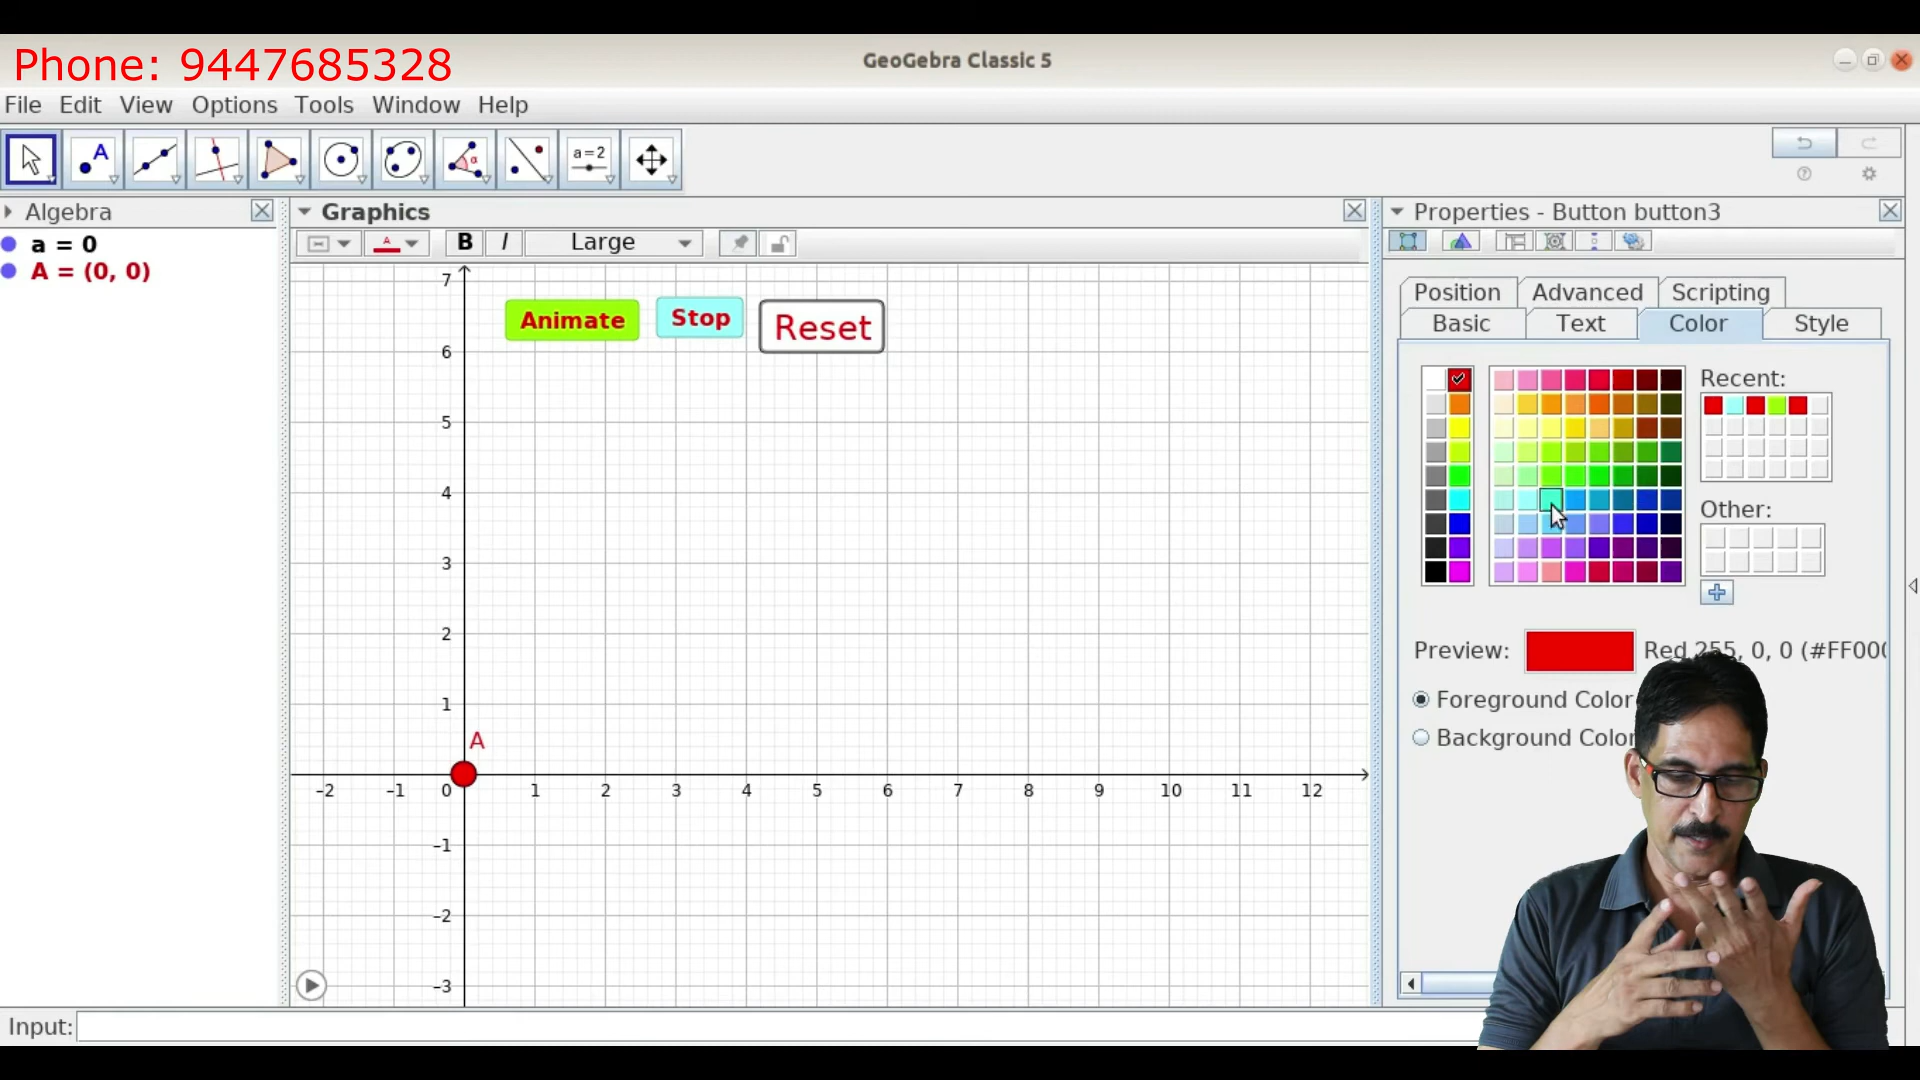 Phone: 9447685328
GeoGebra Classic 5
File Edit View Options Tools Window Help
A
α
a=2
Algebra
Graphics
Properties - Button button3
a = 0
A = (0, 0)
A B I Large
Position Advanced Scripting
Basic Text Color Style
Animate Stop Reset
Recent:
Other:
Preview: Red 255, 0, 0 (#FF00
Foreground Color
Background Color
7
6
5
4
3
2
1
A
-2 -1 0 1 2 3 4 5 6 7 8 9 10 11 12
-1
-2
-3
Input: